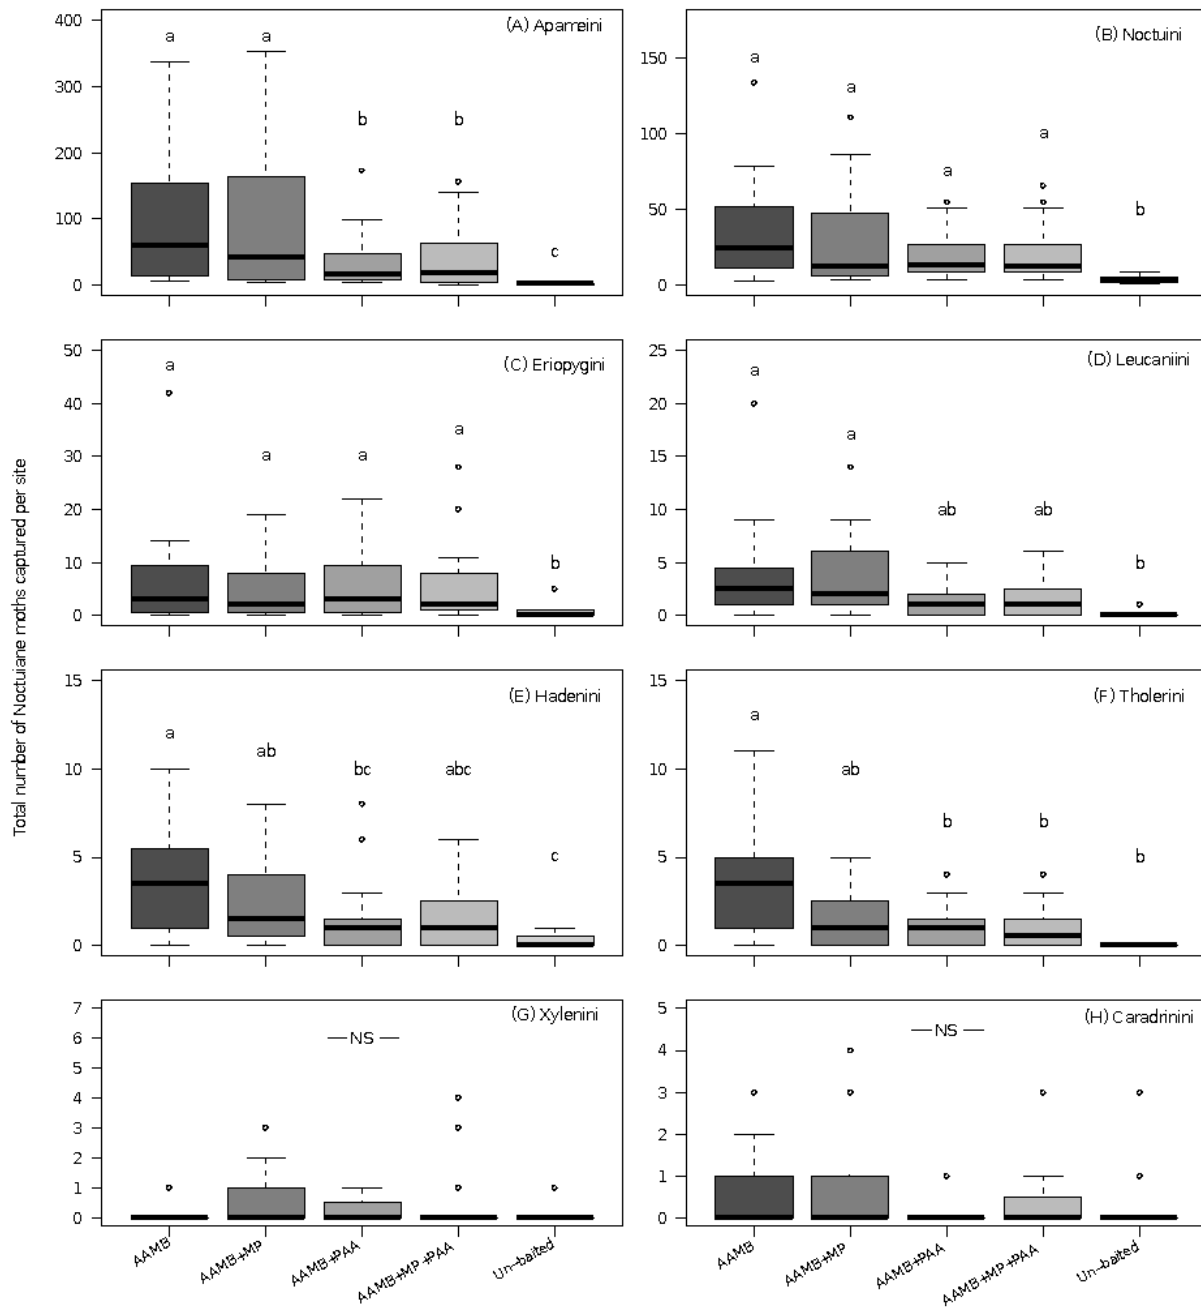 Total number of Noctuiane moths captured per site
(A) Apameini
400
300
200
100
0
a a b b c
(B) Noctuini
150
100
50
0
a a a a b
(C) Eriopygini
50
40
30
20
10
0
a a a a b
(D) Leucaniini
25
20
15
10
5
0
a a ab ab b
(E) Hadenini
15
10
5
0
a ab bc abc c
(F) Tholerini
15
10
5
0
a ab b b b
(G) Xylenini
7
6
5
4
3
2
1
0
NS
AAMB AAMB+MP AAMB+PAA AAMB+MP+PAA Un-baited
(H) Caradrinini
5
4
3
2
1
0
NS
AAMB AAMB+MP AAMB+PAA AAMB+MP+PAA Un-baited